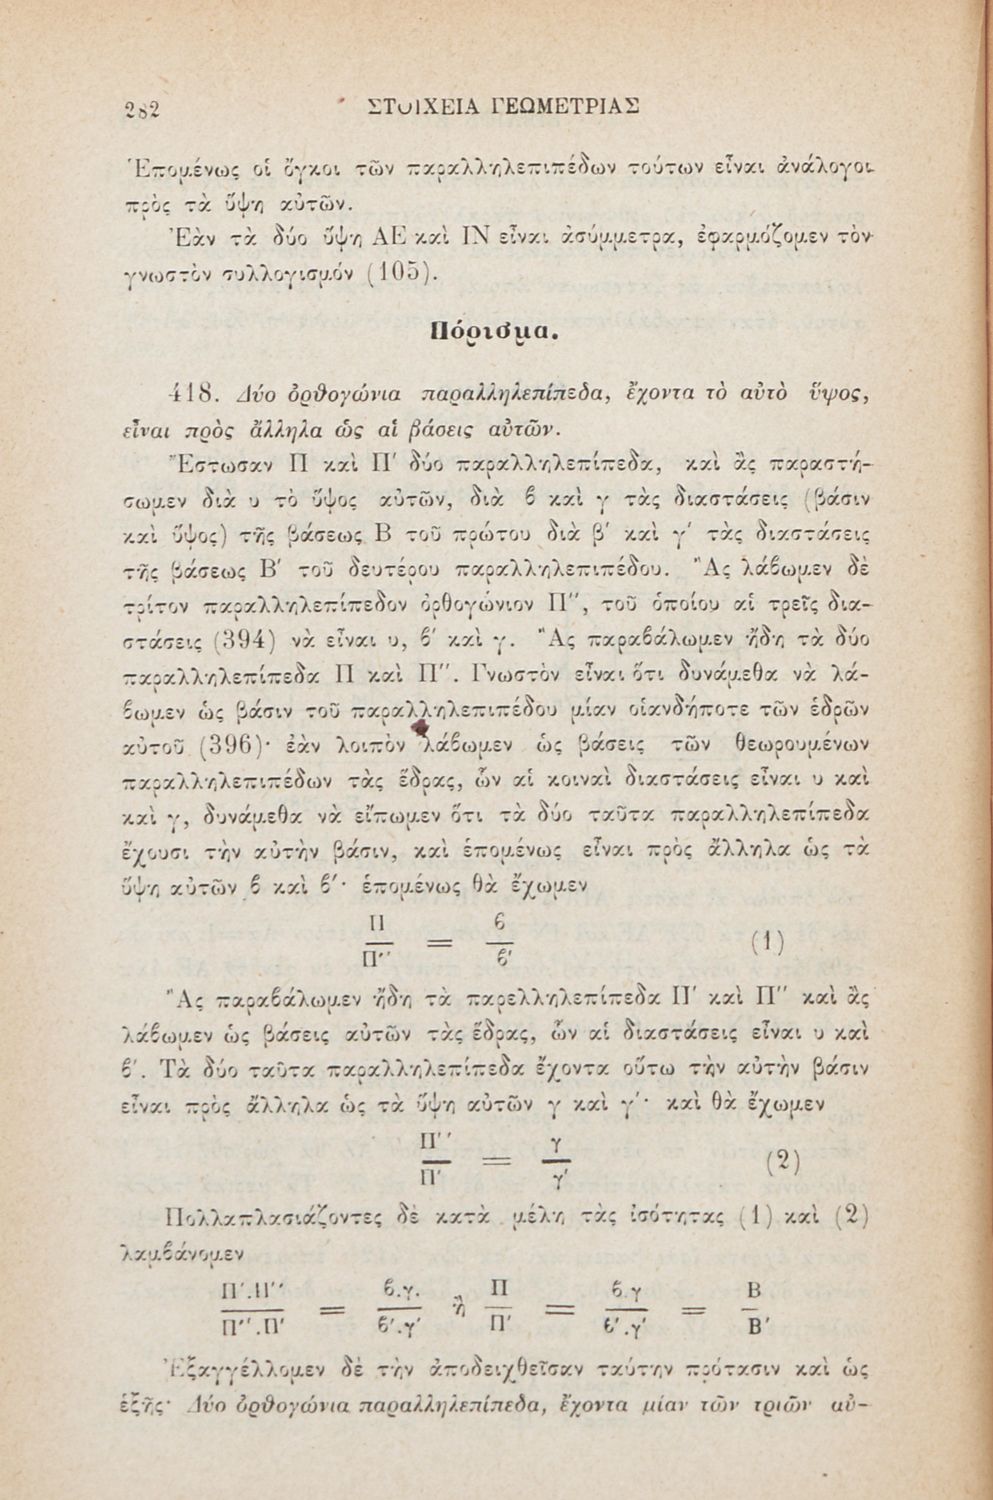 282 ΣΤΟΙΧΕΙΑ ΓΕΩΜΕΤΡΙΑΣ
Ἑπομένως οἱ ὄγκοι τῶν παραλληλεπιπέδων τούτων εἶναι ἀνάλογοι
πρὸς τὰ ὕψη αὐτῶν.
Ἐὰν τὰ δύο ὕψη ΑΕ καὶ ΙΝ εἶναι ἀσύμμετρα, ἐφαρμόζομεν τὸν
γνωστὸν συλλογισμόν (105).
Πόρισμα.
418. Δύο ὀρθογώνια παραλληλεπίπεδα, ἔχοντα τὸ αὐτὸ ὕψος,
εἶναι πρὸς ἄλληλα ὡς αἱ βάσεις αὐτῶν.
Ἔστωσαν Π καὶ Π' δύο παραλληλεπίπεδα, καὶ ἂς παραστή-
σωμεν διὰ υ τὸ ὕψος αὐτῶν, διὰ ϐ καὶ γ τὰς διαστάσεις (βάσιν
καὶ ὕψος) τῆς βάσεως Β τοῦ πρώτου διὰ β' καὶ γ' τὰς διαστάσεις
τῆς βάσεως Β' τοῦ δευτέρου παραλληλεπιπέδου. Ἂς λάϐωμεν δὲ
τρίτον παραλληλεπίπεδον ὀρθογώνιον Π'', τοῦ ὁποίου αἱ τρεῖς δια-
στάσεις (394) νὰ εἶναι υ, ϐ' καὶ γ. Ἂς παραϐάλωμεν ἤδη τὰ δύο
παραλληλεπίπεδα Π καὶ Π''. Γνωστὸν εἶναι ὅτι δυνάμεθα νὰ λά-
ϐωμεν ὡς βάσιν τοῦ παραλληλεπιπέδου μίαν οἱανδήποτε τῶν ἑδρῶν
αὐτοῦ (396)· ἐὰν λοιπὸν λάϐωμεν ὡς βάσεις τῶν θεωρουμένων
παραλληλεπιπέδων τὰς ἕδρας, ὧν αἱ κοιναὶ διαστάσεις εἶναι υ καὶ
καὶ γ, δυνάμεθα νὰ εἴπωμεν ὅτι τὰ δύο ταῦτα παραλληλεπίπεδα
ἔχουσι τὴν αὐτὴν βάσιν, καὶ ἑπομένως εἶναι πρὸς ἄλληλα ὡς τὰ
ὕψη αὐτῶν ϐ καὶ ϐ'· ἑπομένως θὰ ἔχωμεν
Π/Π'' = ϐ/ϐ' (1)
Ἂς παραϐάλωμεν ἤδη τὰ παρελληλεπίπεδα Π' καὶ Π'' καὶ ἂς
λάϐωμεν ὡς βάσεις αὐτῶν τὰς ἕδρας, ὧν αἱ διαστάσεις εἶναι υ καὶ
ϐ'. Τὰ δύο ταῦτα παραλληλεπίπεδα ἔχοντα οὕτω τὴν αὐτὴν βάσιν
εἶναι πρὸς ἄλληλα ὡς τὰ ὕψη αὐτῶν γ καὶ γ'· καὶ θὰ ἔχωμεν
Π''/Π' = γ/γ' (2)
Πολλαπλασιάζοντες δὲ κατὰ μέλη τὰς ἰσότητας (1) καὶ (2)
λαμϐάνομεν
Π'.Π''/Π''.Π' = ϐ.γ./ϐ'.γ' ἢ Π/Π' = ϐ.γ/ϐ'.γ' = Β/Β'
Ἐξαγγέλλομεν δὲ τὴν ἀποδειχθεῖσαν ταύτην πρότασιν καὶ ὡς
ἑξῆς· Δύο ὀρθογώνια παραλληλεπίπεδα, ἔχοντα μίαν τῶν τριῶν αὐ-